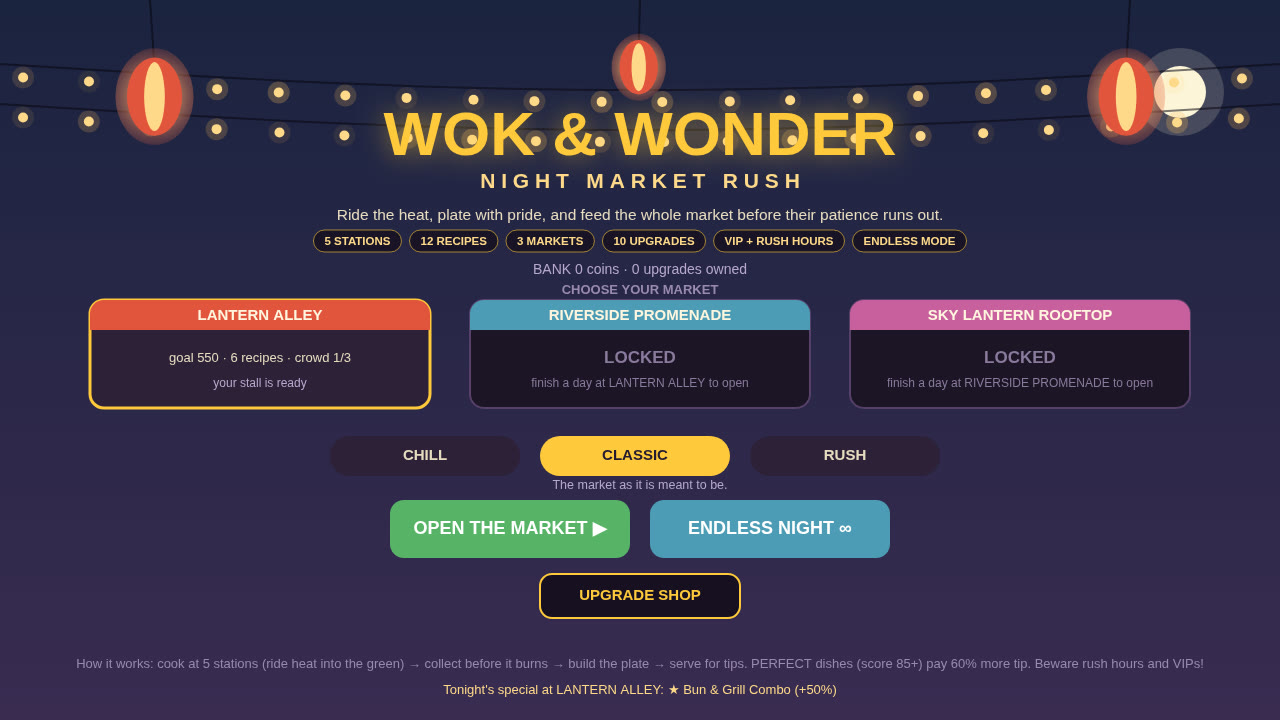 WOK & WONDER
NIGHT MARKET RUSH
Ride the heat, plate with pride, and feed the whole market before their patience runs out.
5 STATIONS 12 RECIPES 3 MARKETS 10 UPGRADES VIP + RUSH HOURS ENDLESS MODE
BANK 0 coins · 0 upgrades owned
CHOOSE YOUR MARKET
LANTERN ALLEY
goal 550 · 6 recipes · crowd 1/3
your stall is ready
RIVERSIDE PROMENADE
LOCKED
finish a day at LANTERN ALLEY to open
SKY LANTERN ROOFTOP
LOCKED
finish a day at RIVERSIDE PROMENADE to open
CHILL CLASSIC RUSH
The market as it is meant to be.
OPEN THE MARKET ▶ ENDLESS NIGHT ∞
UPGRADE SHOP
How it works: cook at 5 stations (ride heat into the green) → collect before it burns → build the plate → serve for tips. PERFECT dishes (score 85+) pay 60% more tip. Beware rush hours and VIPs!
Tonight's special at LANTERN ALLEY: ★ Bun & Grill Combo (+50%)